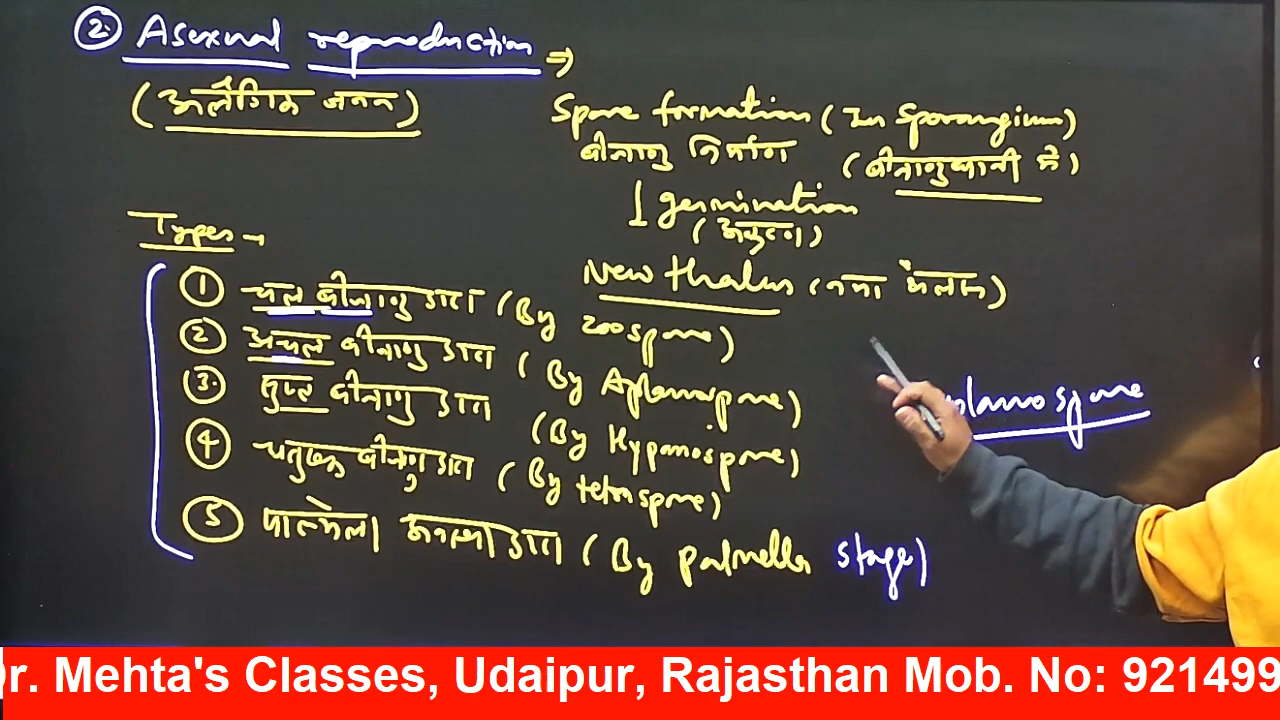 ② Asexual reproduction ⇒
(अलैंगिक जनन)
Spore formation (In Sporangium)
बीजाणु निर्माण (बीजाणुधानी में)
↓ germination
(अंकुरण)
New thallus (नया थैलस)
Types -
① चल बीजाणु द्वारा (By zoospore)
② अचल बीजाणु द्वारा (By Aplanospore)
③. सुप्त बीजाणु द्वारा (By Hypnospore)
④ चतुष्क बीजाणु द्वारा (By tetraspore)
⑤ पाल्मेला अवस्था द्वारा (By palmella stage)
planospore
Dr. Mehta's Classes, Udaipur, Rajasthan Mob. No: 921499